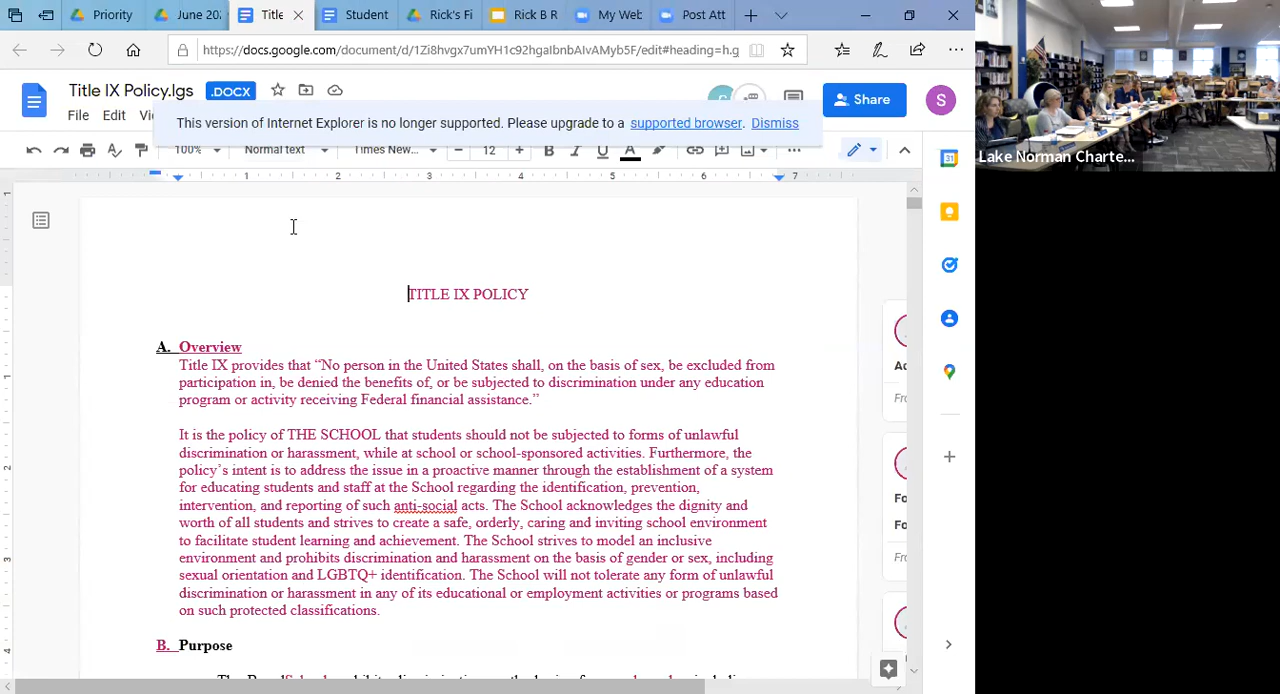 Prograr
June 2
Title
Rick's Fi
Rich B R
My Web
Post Att
https://docs.google.com/document/d/1Zi8hvgx7umYH1c92hgaIbnbAIvAMyb5F/edit#heading=h.g
Title IX Policy.lgs .DOCX
Share
S
This version of Internet Explorer is no longer supported. Please upgrade to a supported browser. Dismiss
100% Normal text Times New... 12 B I U A
1 1 2 3 4 5 6 7
Lake Norman Charte...
TITLE IX POLICY
A. Overview
Title IX provides that “No person in the United States shall, on the basis of sex, be excluded from
participation in, be denied the benefits of, or be subjected to discrimination under any education
program or activity receiving Federal financial assistance.”
It is the policy of THE SCHOOL that students should not be subjected to forms of unlawful
discrimination or harassment, while at school or school-sponsored activities. Furthermore, the
policy’s intent is to address the issue in a proactive manner through the establishment of a system
for educating students and staff at the School regarding the identification, prevention,
intervention, and reporting of such anti-social acts. The School acknowledges the dignity and
worth of all students and strives to create a safe, orderly, caring and inviting school environment
to facilitate student learning and achievement. The School strives to model an inclusive
environment and prohibits discrimination and harassment on the basis of gender or sex, including
sexual orientation and LGBTQ+ identification. The School will not tolerate any form of unlawful
discrimination or harassment in any of its educational or employment activities or programs based
on such protected classifications.
B. Purpose